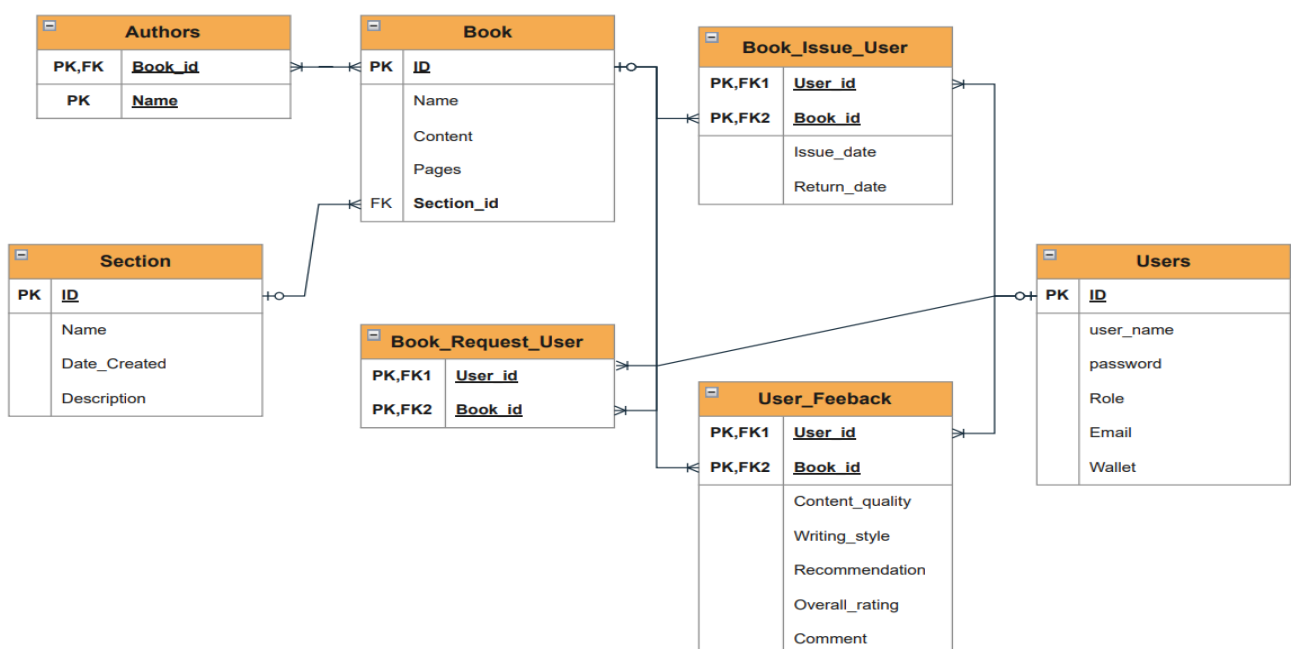 Authors
PK,FK Book_id
PK Name
Book
PK ID
Name
Content
Pages
FK Section_id
Book_Issue_User
PK,FK1 User_id
PK,FK2 Book_id
Issue_date
Return_date
Section
PK ID
Name
Date_Created
Description
Book_Request_User
PK,FK1 User_id
PK,FK2 Book_id
User_Feeback
PK,FK1 User_id
PK,FK2 Book_id
Content_quality
Writing_style
Recommendation
Overall_rating
Comment
Users
PK ID
user_name
password
Role
Email
Wallet